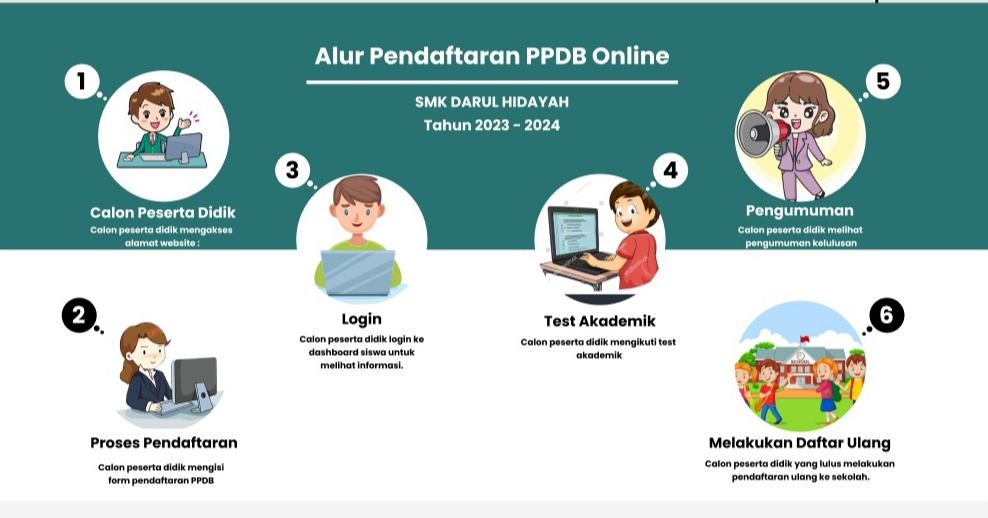 Alur Pendaftaran PPDB Online
SMK DARUL HIDAYAH
Tahun 2023 - 2024
1
Calon Peserta Didik
Calon peserta didik mengakses
alamat website :
2
Proses Pendaftaran
Calon peserta didik mengisi
form pendaftaran PPDB
3
Login
Calon peserta didik login ke
dashboard siswa untuk
melihat informasi.
4
Test Akademik
Calon peserta didik mengikuti test
akademik
5
Pengumuman
Calon peserta didik melihat
pengumuman kelulusan
6
SCHOOL
Melakukan Daftar Ulang
Calon peserta didik yang lulus melakukan
pendaftaran ulang ke sekolah.